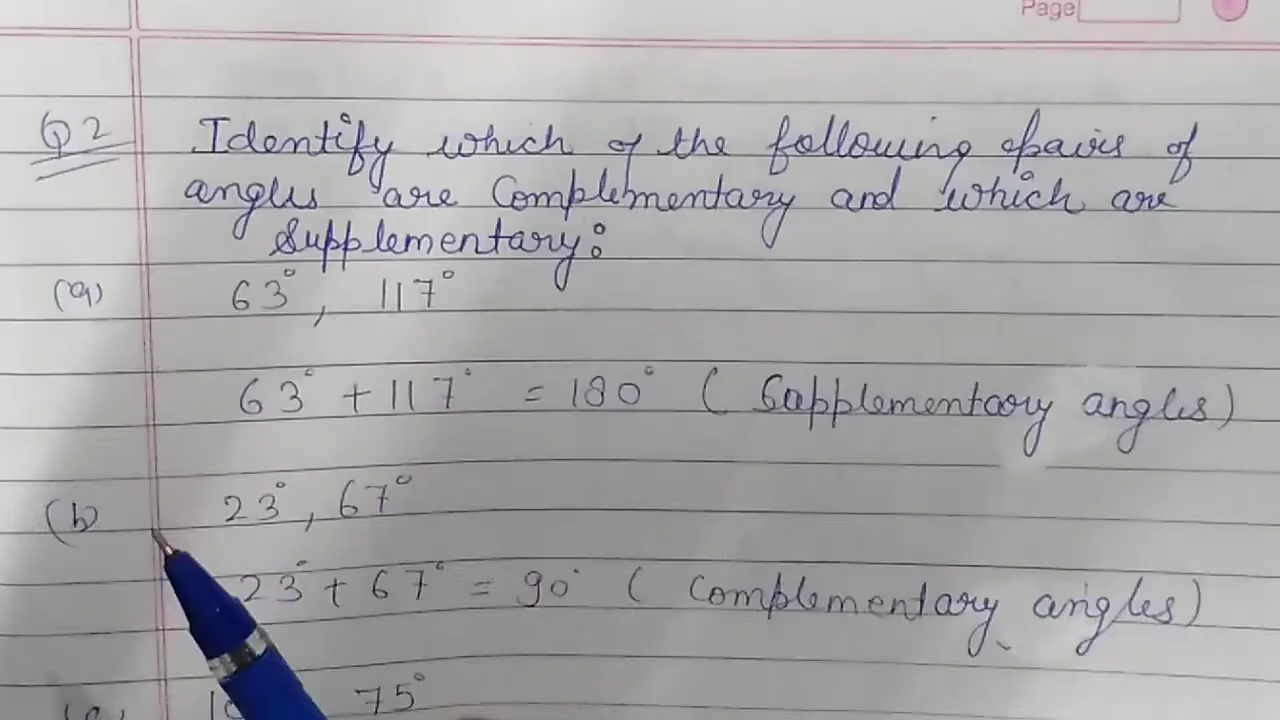 Page
Q 2 Identify which of the following pairs of
angles are Complementary and which are
Supplementary:
(a) 63°, 117°
63° + 117° = 180° ( Supplementary angles)
(b) 23°, 67°
23° + 67° = 90° ( Complementary angles)
75°